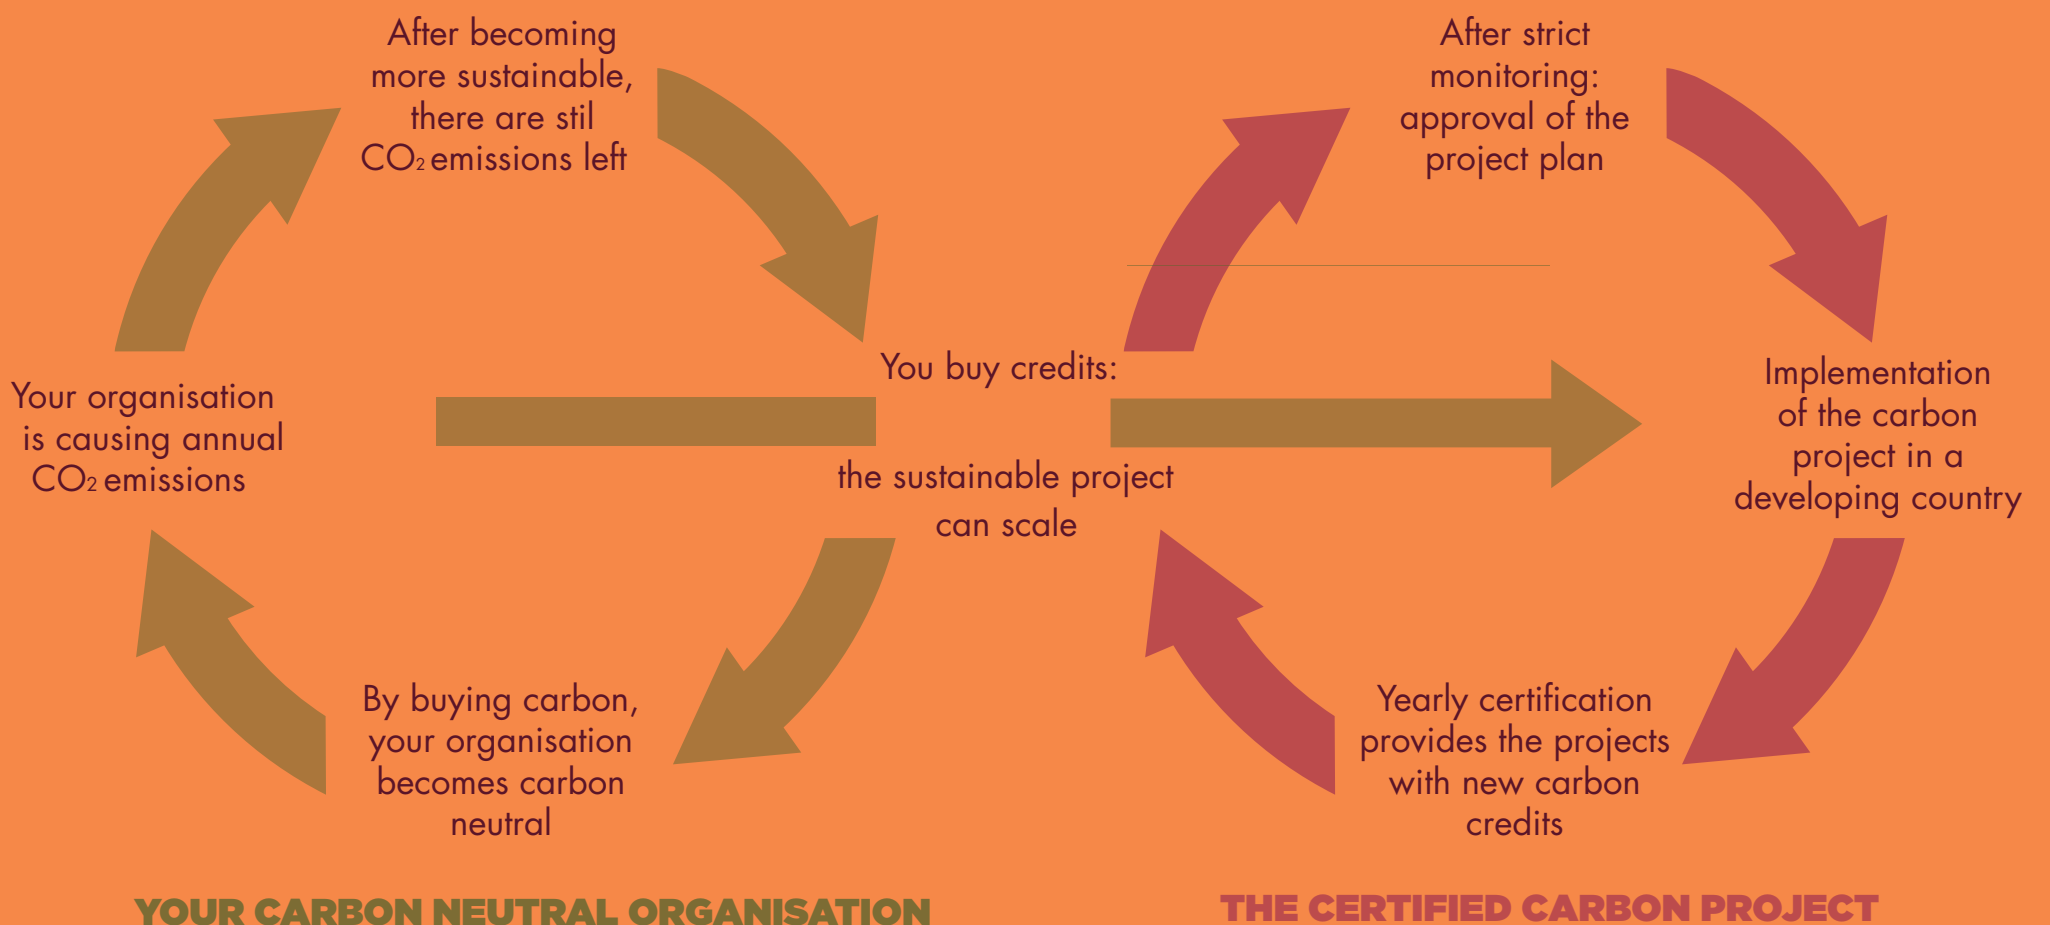 After becoming
more sustainable,
there are stil
CO₂ emissions left
You buy credits:
the sustainable project
can scale
By buying carbon,
your organisation
becomes carbon
neutral
Your organisation
is causing annual
CO₂ emissions
YOUR CARBON NEUTRAL ORGANISATION
After strict
monitoring:
approval of the
project plan
Implementation
of the carbon
project in a
developing country
Yearly certification
provides the projects
with new carbon
credits
THE CERTIFIED CARBON PROJECT